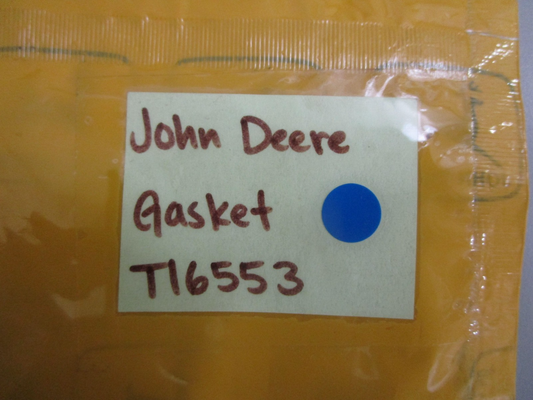 John Deere
Gasket
T16553